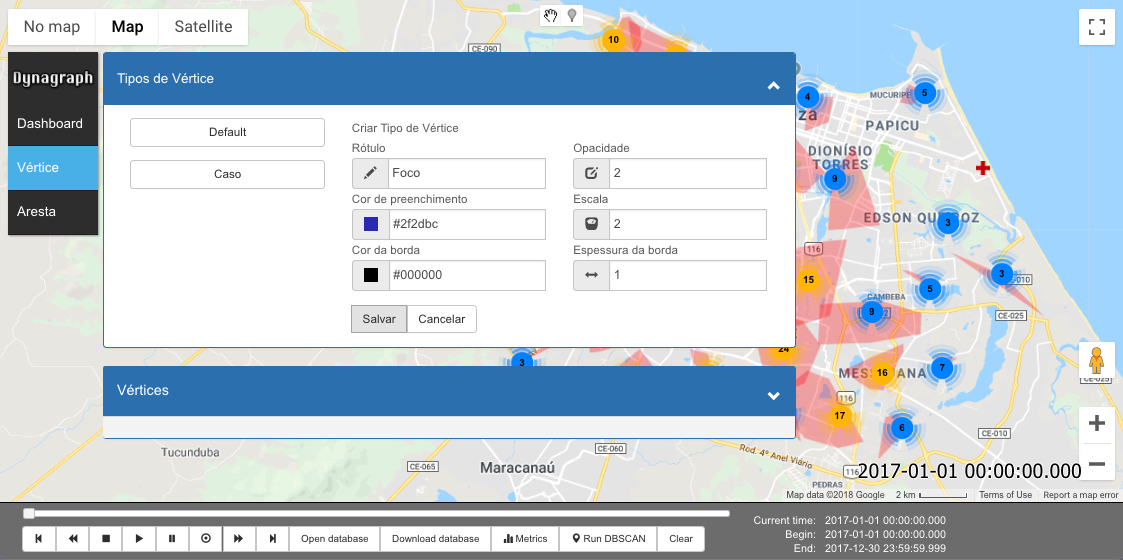 No map Map Satellite
10
CE-090
Dynagraph
Dashboard
Vértice
Aresta
Tipos de Vértice
Default
Caso
Criar Tipo de Vértice
Rótulo
Foco
Opacidade
2
Cor de preenchimento
#2f2dbc
Escala
2
Cor da borda
#000000
Espessura da borda
1
Salvar Cancelar
Vértices
4
5
MUCURIPE
za
PAPICU
DIONÍSIO
TORRES
9
3
116
15
3
-010
5
CAMBEBA
9
CE-025
24
3
16
7
CE-025
116
17
6
CE-010
Tucunduba
CE-065
CE-060
Maracanaú
Rod. 4º Anel Viário
116
PEDRAS
2017-01-01 00:00:00.000
Map data ©2018 Google 2 km Terms of Use Report a map error
Open database Download database Metrics Run DBSCAN Clear
Current time: 2017-01-01 00:00:00.000
Begin: 2017-01-01 00:00:00.000
End: 2017-12-30 23:59:59.999